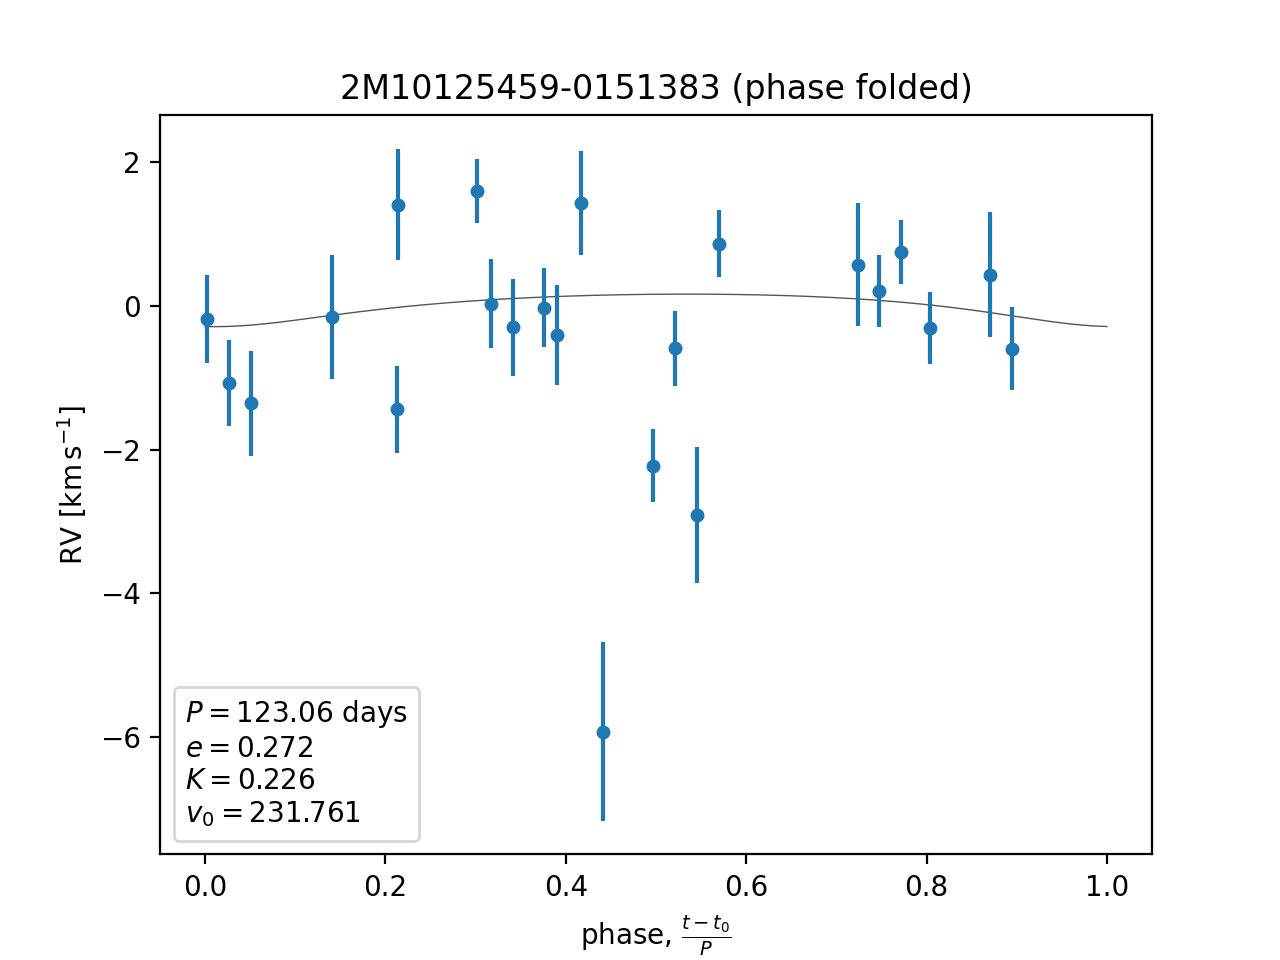 2M10125459-0151383 (phase folded)
2
0
−2
−4
−6
RV [km s⁻¹]
P = 123.06 days
e = 0.272
K = 0.226
v₀ = 231.761
0.0 0.2 0.4 0.6 0.8 1.0
phase, (t − t₀)/P